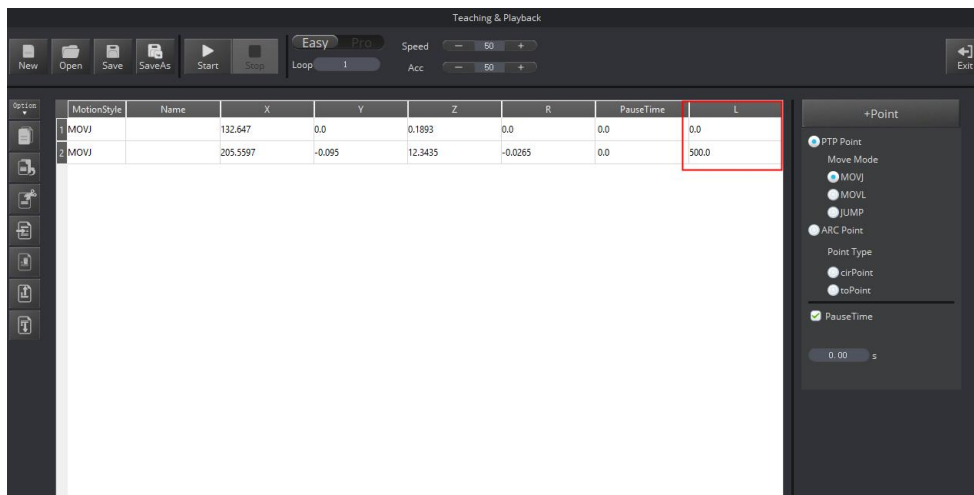 Teaching & Playback
New Open Save SaveAs Start Stop Easy Pro Loop 1 Speed − 50 + Exit
Acc − 50 +
Option
MotionStyle Name X Y Z R PauseTime L
1 MOVJ 132.647 0.0 0.1893 0.0 0.0 0.0
2 MOVJ 205.5597 -0.095 12.3435 -0.0265 0.0 500.0
+Point
PTP Point
Move Mode
MOVJ
MOVL
JUMP
ARC Point
Point Type
cirPoint
toPoint
PauseTime
0.00 s